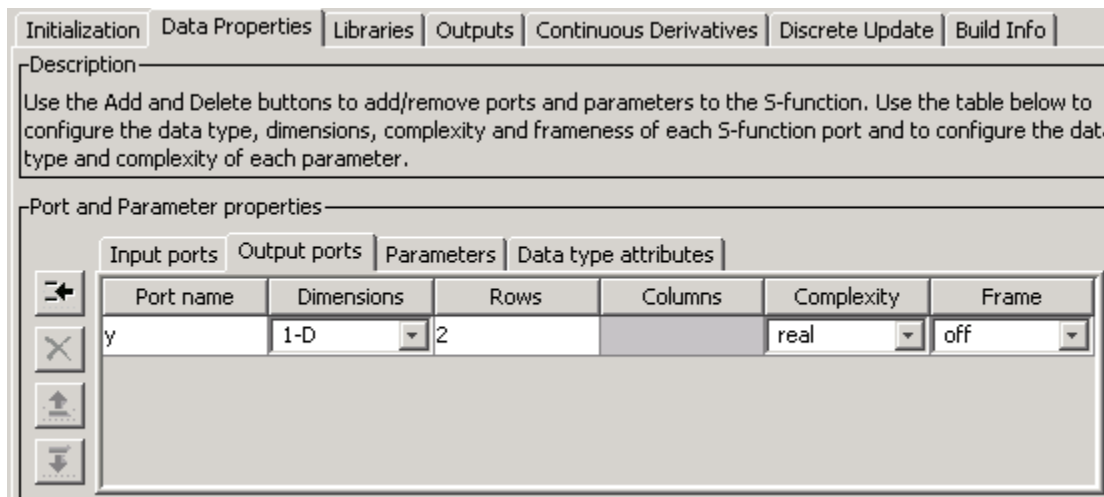 Initialization Data Properties Libraries Outputs Continuous Derivatives Discrete Update Build Info
Description
Use the Add and Delete buttons to add/remove ports and parameters to the S-function. Use the table below to
configure the data type, dimensions, complexity and frameness of each S-function port and to configure the data
type and complexity of each parameter.
Port and Parameter properties
Input ports Output ports Parameters Data type attributes
Port name Dimensions Rows Columns Complexity Frame
y 1-D 2 real off